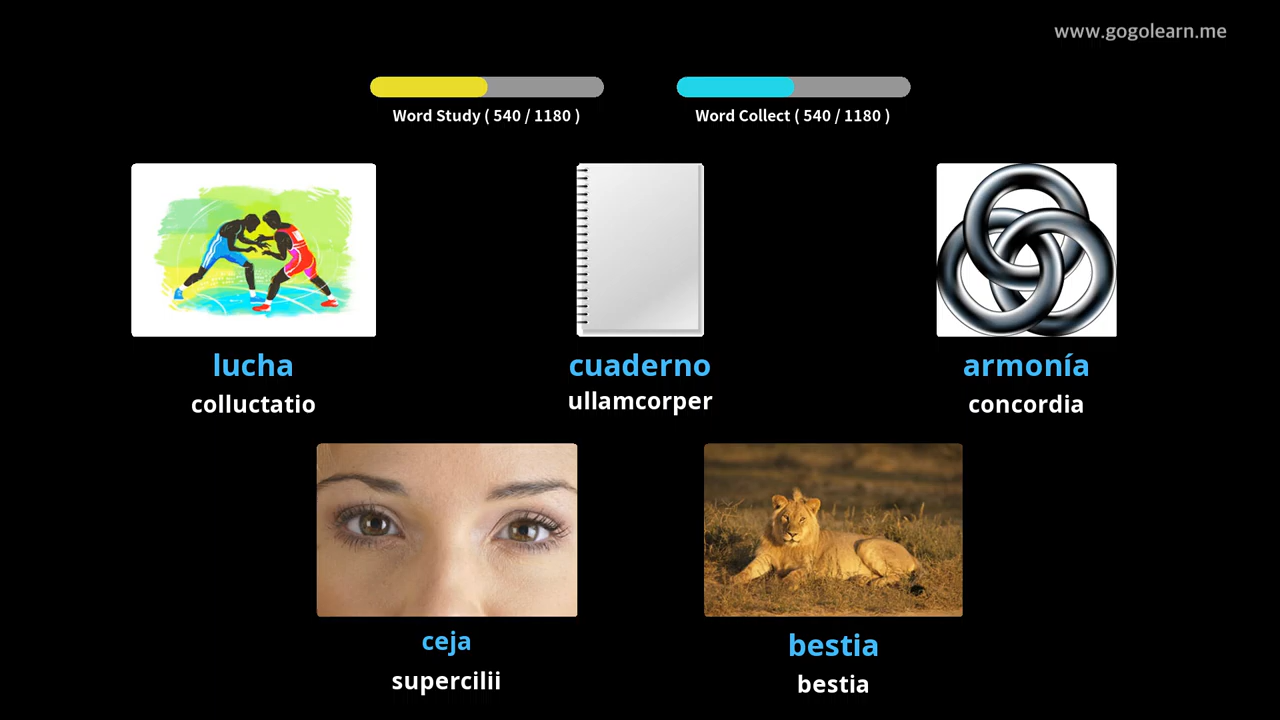 www.gogolearn.me
Word Study ( 540 / 1180 )
Word Collect ( 540 / 1180 )
lucha
colluctatio
cuaderno
ullamcorper
armonía
concordia
ceja
supercilii
bestia
bestia